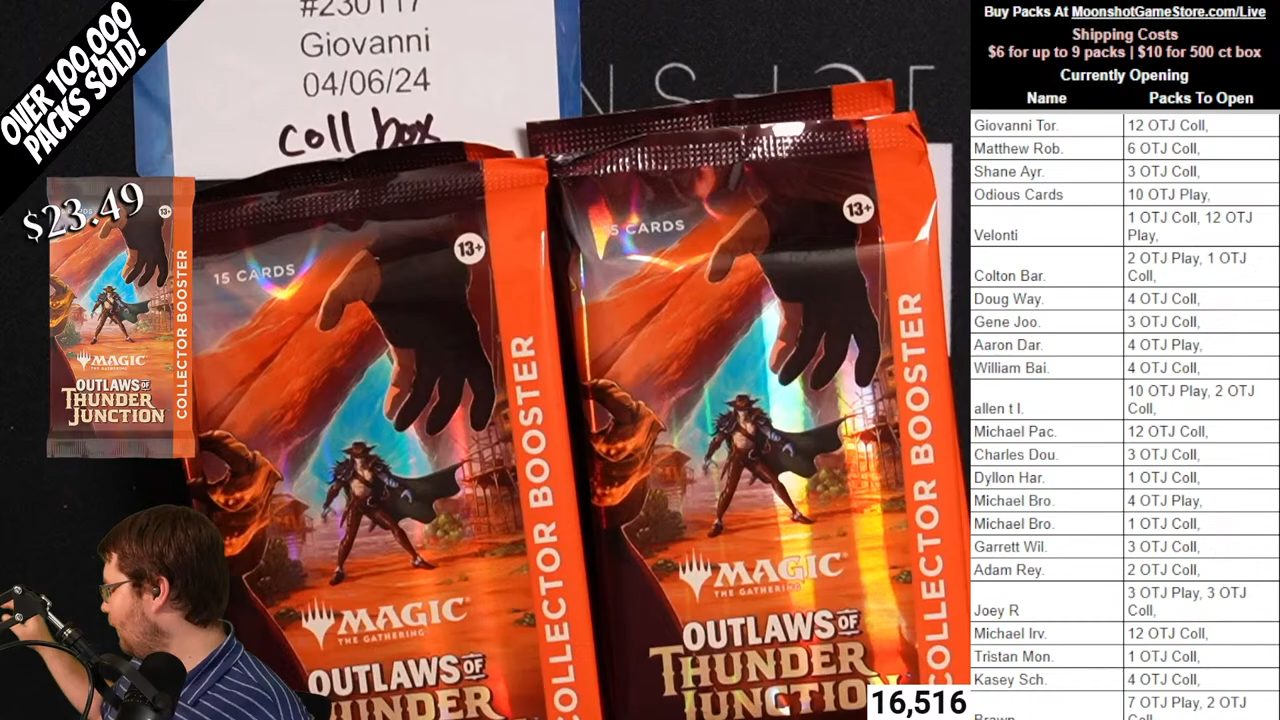 OVER 100,000
PACKS SOLD!
#230117
Giovanni
04/06/24
coll box
$23.49
13+
MAGIC
THE GATHERING
OUTLAWS OF
THUNDER
JUNCTION
COLLECTOR BOOSTER
15 CARDS
13+
COLLECTOR BOOSTER
MAGIC
THE GATHERING
OUTLAWS OF
THUNDER
5 CARDS
13+
COLLECTOR BOOSTER
MAGIC
THE GATHERING
OUTLAWS OF
THUNDER
JUNCTIO
16,516
Buy Packs At MoonshotGameStore.com/Live
Shipping Costs
$6 for up to 9 packs | $10 for 500 ct box
Currently Opening
Name Packs To Open
Giovanni Tor. 12 OTJ Coll,
Matthew Rob. 6 OTJ Coll,
Shane Ayr. 3 OTJ Coll,
Odious Cards 10 OTJ Play,
Velonti 1 OTJ Coll, 12 OTJ
Play,
Colton Bar. 2 OTJ Play, 1 OTJ
Coll,
Doug Way. 4 OTJ Coll,
Gene Joo. 3 OTJ Coll,
Aaron Dar. 4 OTJ Play,
William Bai. 4 OTJ Coll,
allen t l. 10 OTJ Play, 2 OTJ
Coll,
Michael Pac. 12 OTJ Coll,
Charles Dou. 3 OTJ Coll,
Dyllon Har. 1 OTJ Coll,
Michael Bro. 4 OTJ Play,
Michael Bro. 1 OTJ Coll,
Garrett Wil. 3 OTJ Coll,
Adam Rey. 2 OTJ Coll,
Joey R 3 OTJ Play, 3 OTJ
Coll,
Michael Irv. 12 OTJ Coll,
Tristan Mon. 1 OTJ Coll,
Kasey Sch. 4 OTJ Coll,
7 OTJ Play, 2 OTJ